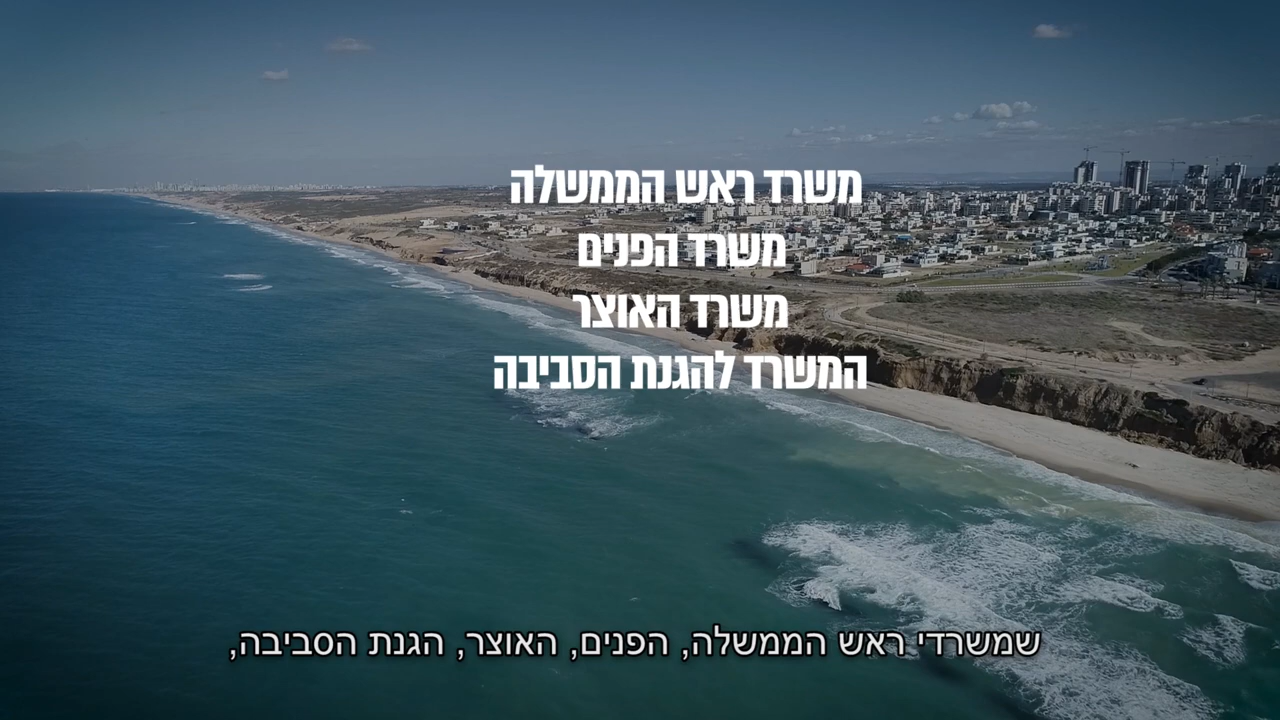 משרד ראש הממשלה
משרד הפנים
משרד האוצר
המשרד להגנת הסביבה
שמשרדי ראש הממשלה, הפנים, האוצר, הגנת הסביבה,